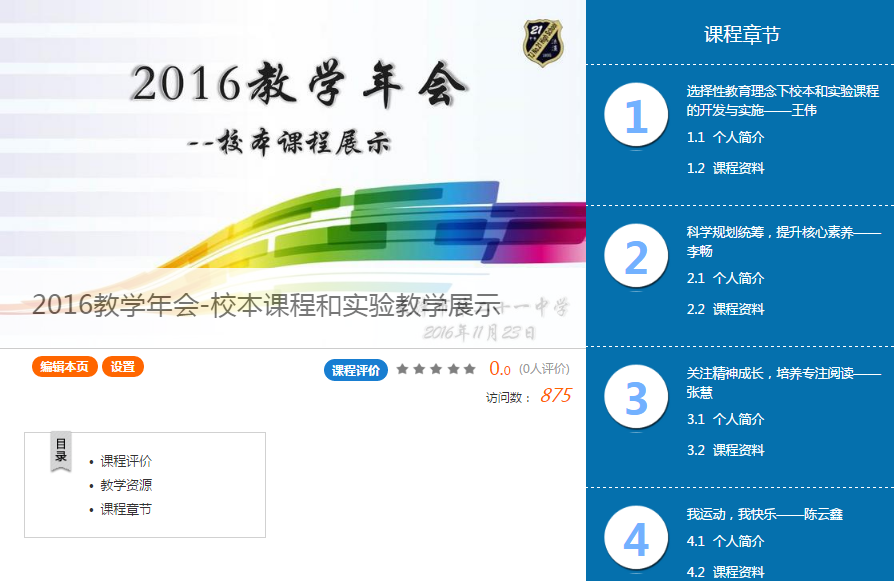 21
2016教学年会
--校本课程展示
2016教学年会-校本课程和实验教学展示
十一中学
2016年11月23日
编辑本页
设置
课程评价
0.0
(0人评价)
访问数：
875
目录
• 课程评价
• 教学资源
• 课程章节
课程章节
1
选择性教育理念下校本和实验课程
的开发与实施——王伟
1.1 个人简介
1.2 课程资料
2
科学规划统筹，提升核心素养——
李畅
2.1 个人简介
2.2 课程资料
3
关注精神成长，培养专注阅读——
张慧
3.1 个人简介
3.2 课程资料
4
我运动，我快乐——陈云鑫
4.1 个人简介
4.2 课程资料